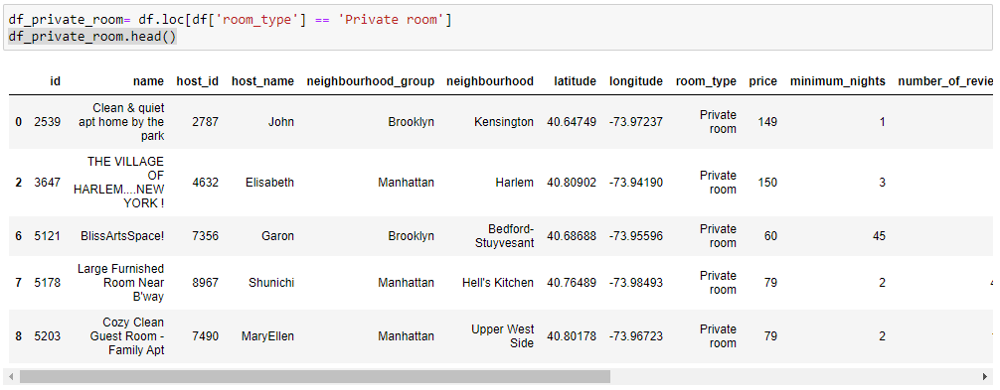 df_private_room= df.loc[df['room_type'] == 'Private room']
df_private_room.head()
id name host_id host_name neighbourhood_group neighbourhood latitude longitude room_type price minimum_nights number_of_revie
0 2539 Clean & quiet apt home by the park 2787 John Brooklyn Kensington 40.64749 -73.97237 Private room 149 1
2 3647 THE VILLAGE OF HARLEM....NEW YORK ! 4632 Elisabeth Manhattan Harlem 40.80902 -73.94190 Private room 150 3
6 5121 BlissArtsSpace! 7356 Garon Brooklyn Bedford-Stuyvesant 40.68688 -73.95596 Private room 60 45
7 5178 Large Furnished Room Near B'way 8967 Shunichi Manhattan Hell's Kitchen 40.76489 -73.98493 Private room 79 2
8 5203 Cozy Clean Guest Room - Family Apt 7490 MaryEllen Manhattan Upper West Side 40.80178 -73.96723 Private room 79 2